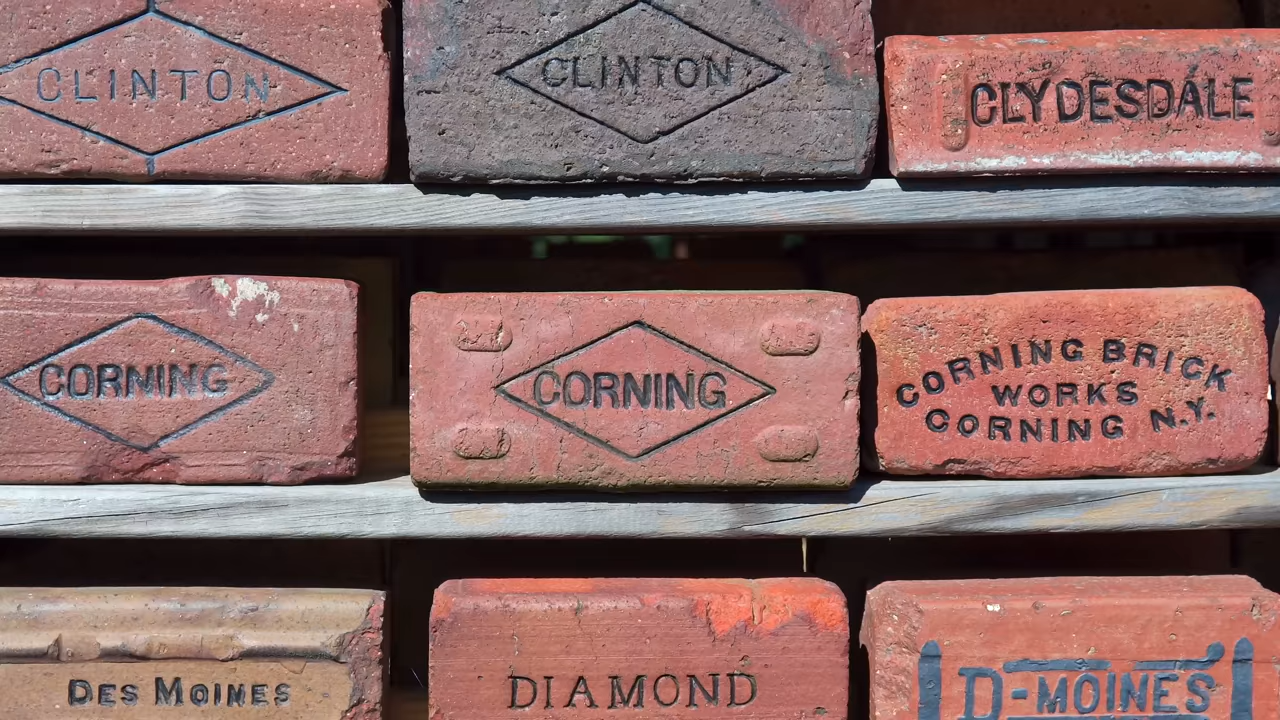 CLINTON
CLINTON
CLYDESDALE
CORNING
CORNING
CORNING BRICK
WORKS
CORNING N.Y.
DES MOINES
DIAMOND
D-MOINES